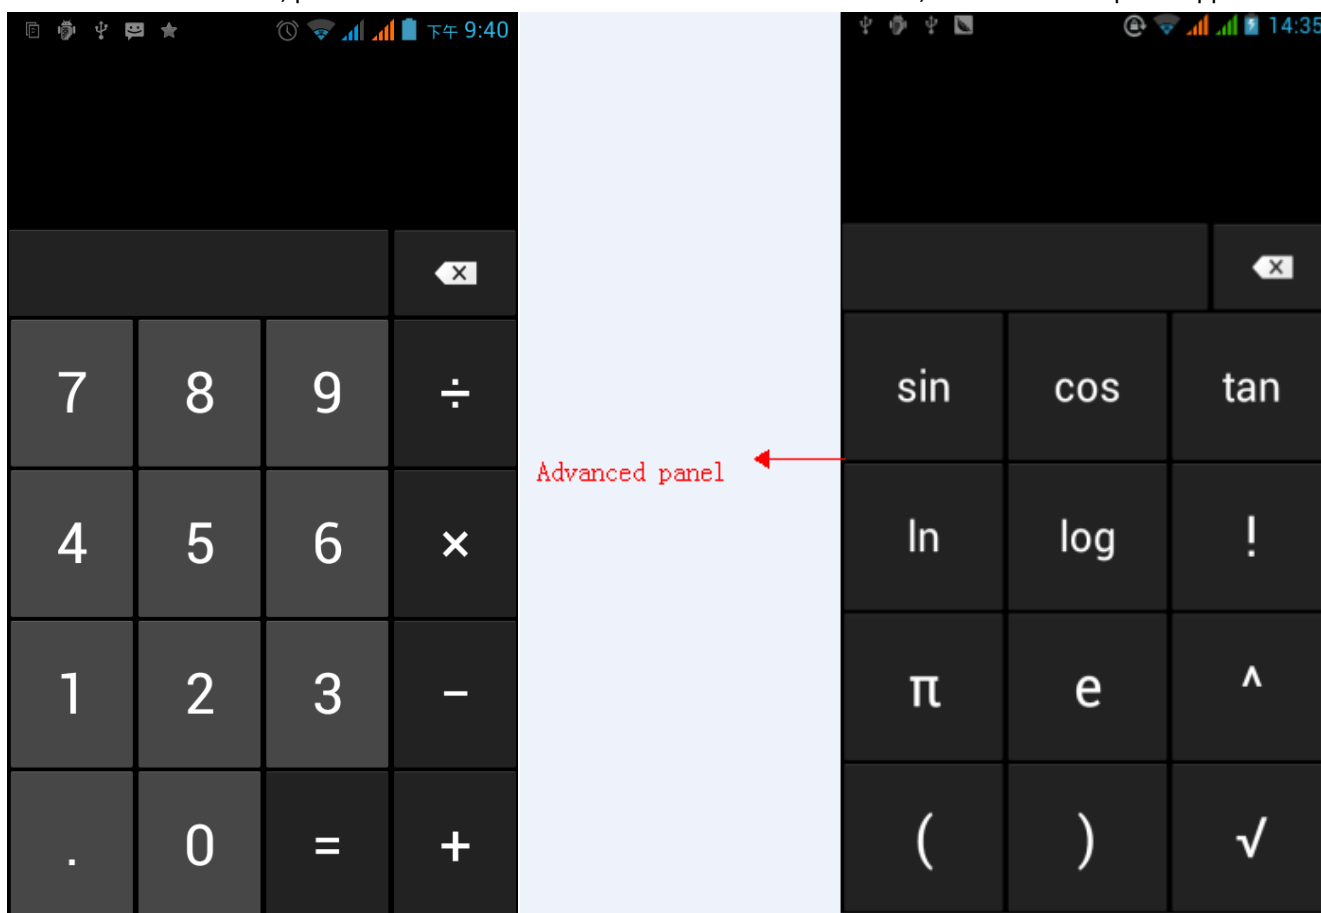 下午 9:40
7 8 9 ÷
4 5 6 ×
1 2 3 −
. 0 = +
Advanced panel
14:35
sin cos tan
ln log !
π e ^
( ) √